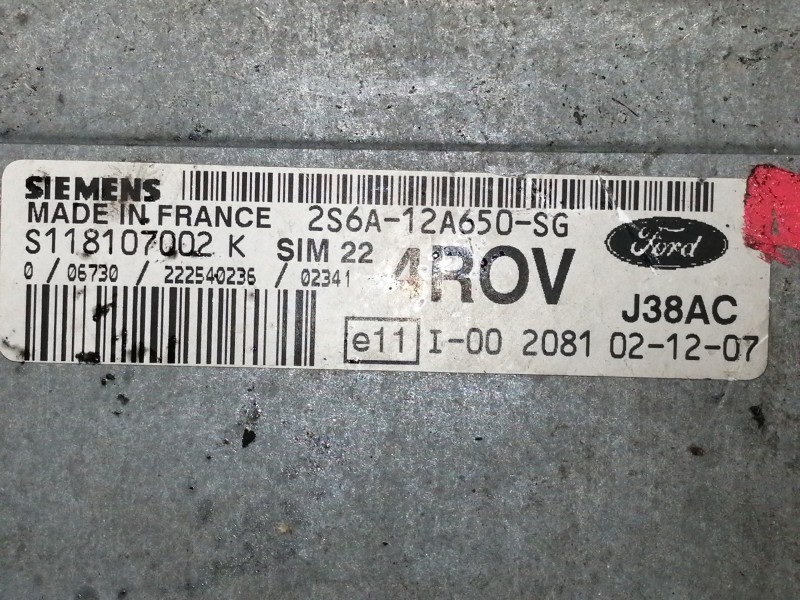 SIEMENS
MADE IN FRANCE 2S6A-12A650-SG
S118107002 K SIM 22 4ROV Ford
0 / 06730 / 222540236 / 02341
J38AC
e11 I-00 2081 02-12-07